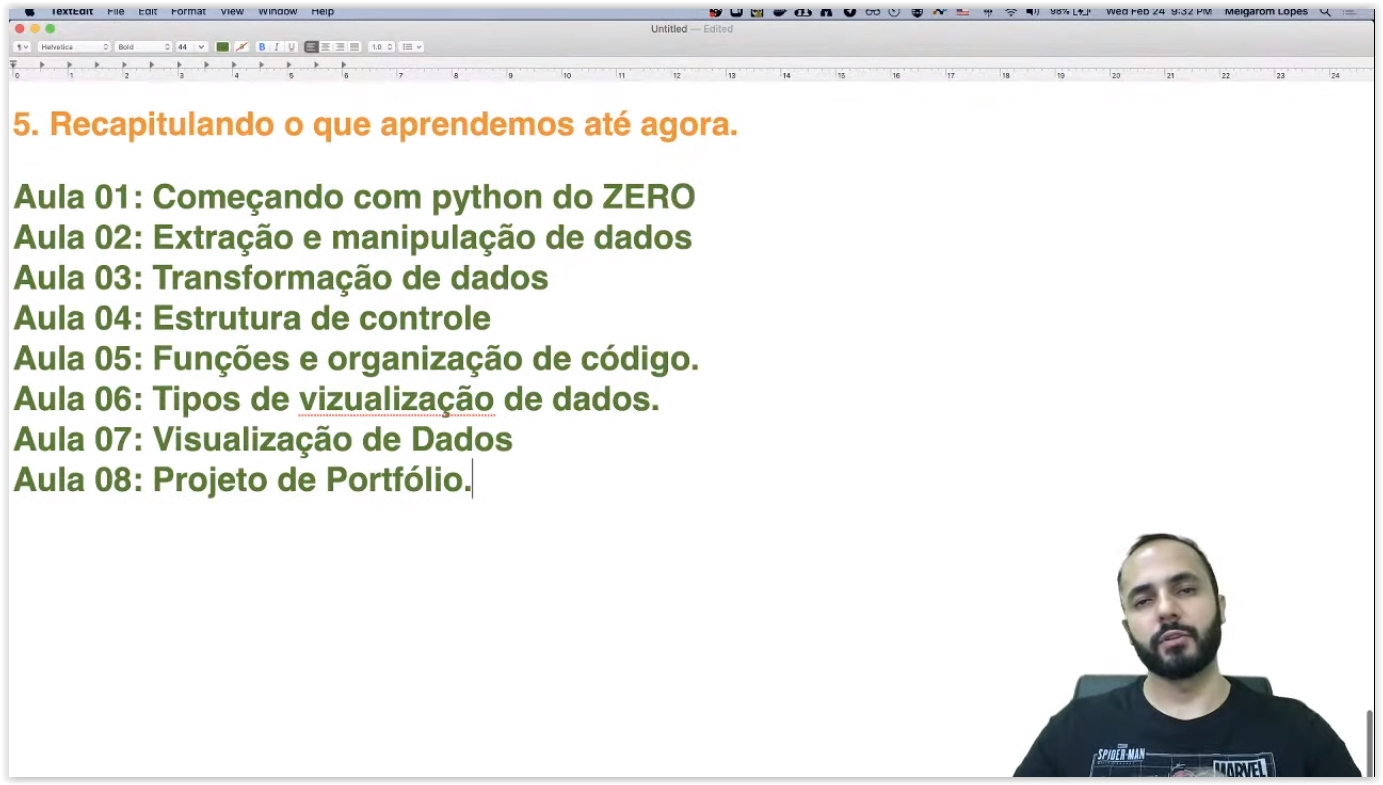 TextEdit File Edit Format View Window Help 98% Wed Feb 24 9:32 PM Meigarom Lopes
Untitled — Edited
Helvetica Bold 44 B I U 1.0
0 1 2 3 4 5 6 7 8 9 10 11 12 13 14 15 16 17 18 19 20 21 22 23 24
5. Recapitulando o que aprendemos até agora.
Aula 01: Começando com python do ZERO
Aula 02: Extração e manipulação de dados
Aula 03: Transformação de dados
Aula 04: Estrutura de controle
Aula 05: Funções e organização de código.
Aula 06: Tipos de vizualização de dados.
Aula 07: Visualização de Dados
Aula 08: Projeto de Portfólio.
SPIDER-MAN
MARVEL